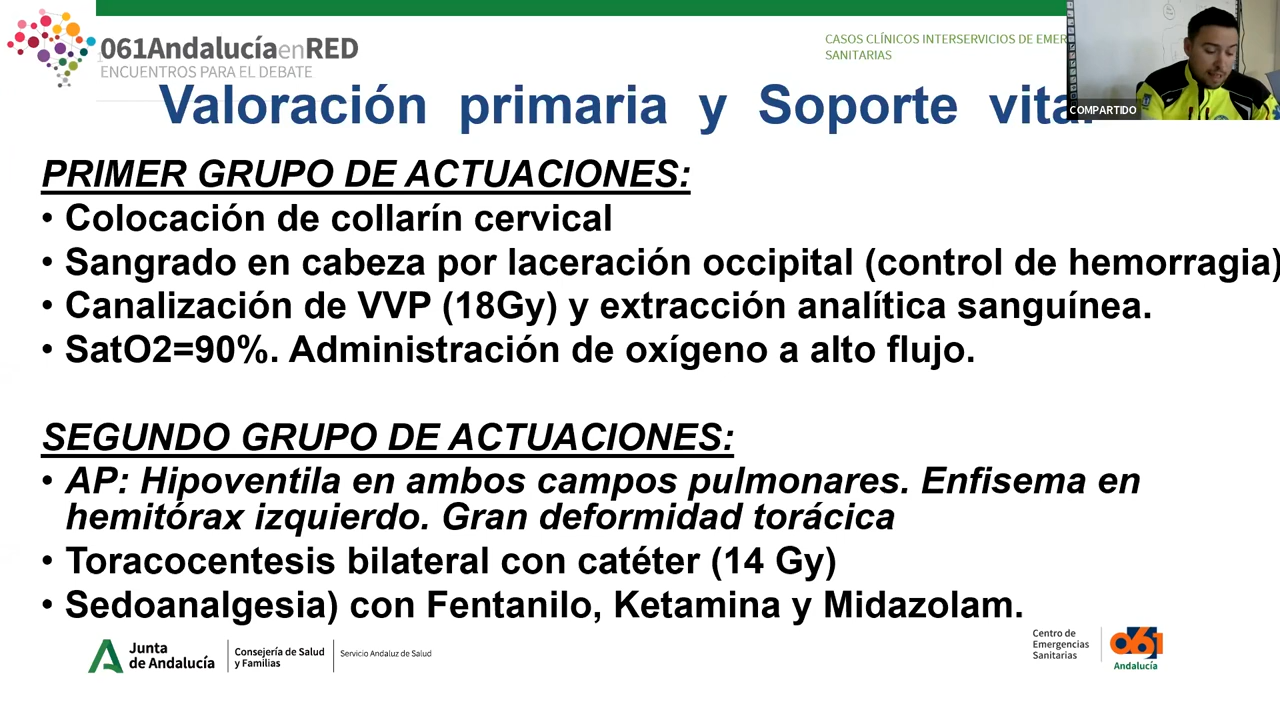 061AndalucíaenRED
ENCUENTROS PARA EL DEBATE
CASOS CLÍNICOS INTERSERVICIOS DE
SANITARIAS
COMPARTIDO
Valoración primaria y Soporte
PRIMER GRUPO DE ACTUACIONES:
• Colocación de collarín cervical
• Sangrado en cabeza por laceración occipital (control de hemorragia)
• Canalización de VVP (18Gy) y extracción analítica sanguínea.
• SatO2=90%. Administración de oxígeno a alto flujo.
SEGUNDO GRUPO DE ACTUACIONES:
• AP: Hipoventila en ambos campos pulmonares. Enfisema en
hemitórax izquierdo. Gran deformidad torácica
• Toracocentesis bilateral con catéter (14 Gy)
• Sedoanalgesia) con Fentanilo, Ketamina y Midazolam.
Junta
de Andalucía
Consejería de Salud
y Familias
Servicio Andaluz de Salud
Centro de
Emergencias
Sanitarias
061
Andalucía